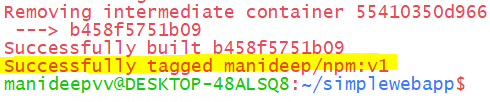 Removing intermediate container 55410350d966
---> b458f5751b09
Successfully built b458f5751b09
Successfully tagged manideep/npm:v1
manideepvv@DESKTOP-48ALSQ8:~/simplewebapp$